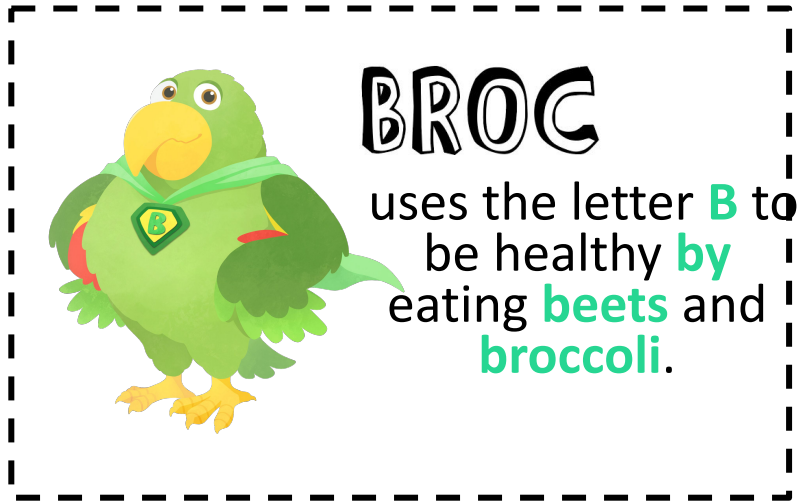 BROC
uses the letter B to
be healthy by
eating beets and
broccoli.
B